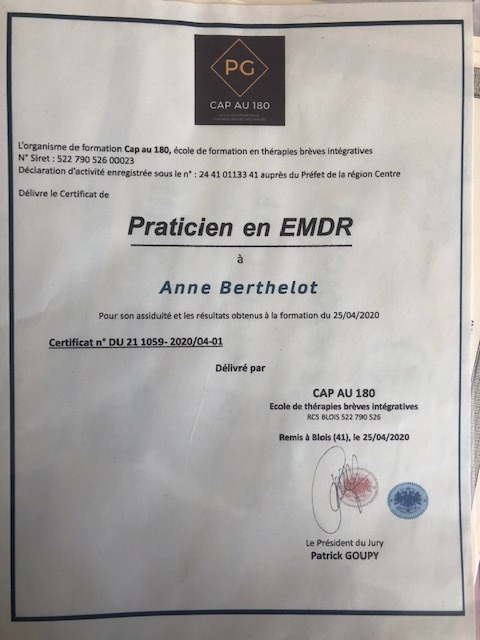 PG
CAP AU 180
L'organisme de formation Cap au 180, école de formation en thérapies brèves intégratives
N° Siret : 522 790 526 00023
Déclaration d'activité enregistrée sous le n° : 24 41 01133 41 auprès du Préfet de la région Centre
Délivre le Certificat de
Praticien en EMDR
à
Anne Berthelot
Pour son assiduité et les résultats obtenus à la formation du 25/04/2020
Certificat n° DU 21 1059- 2020/04-01
Délivré par
CAP AU 180
Ecole de thérapies brèves intégratives
RCS BLOIS 522 790 526
Remis à Blois (41), le 25/04/2020
Le Président du Jury
Patrick GOUPY